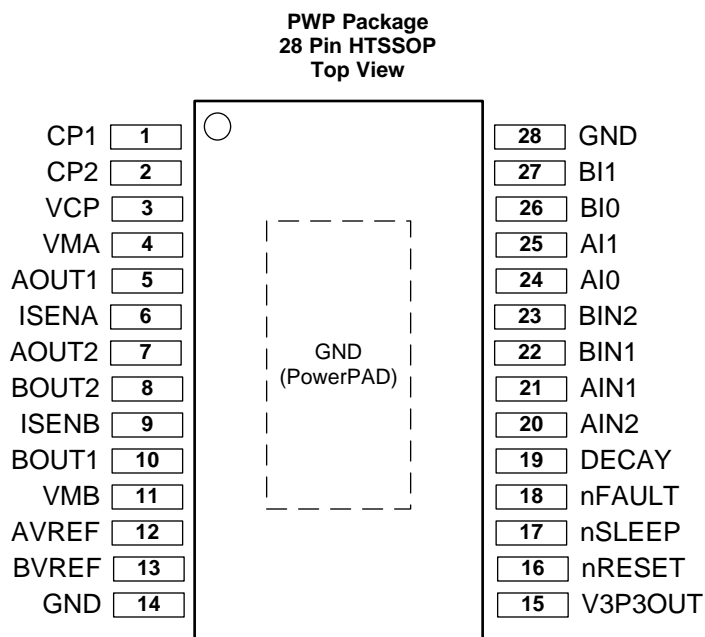 PWP Package
28 Pin HTSSOP
Top View
CP1 1
CP2 2
VCP 3
VMA 4
AOUT1 5
ISENA 6
AOUT2 7
BOUT2 8
ISENB 9
BOUT1 10
VMB 11
AVREF 12
BVREF 13
GND 14
GND
(PowerPAD)
28 GND
27 BI1
26 BI0
25 AI1
24 AI0
23 BIN2
22 BIN1
21 AIN1
20 AIN2
19 DECAY
18 nFAULT
17 nSLEEP
16 nRESET
15 V3P3OUT